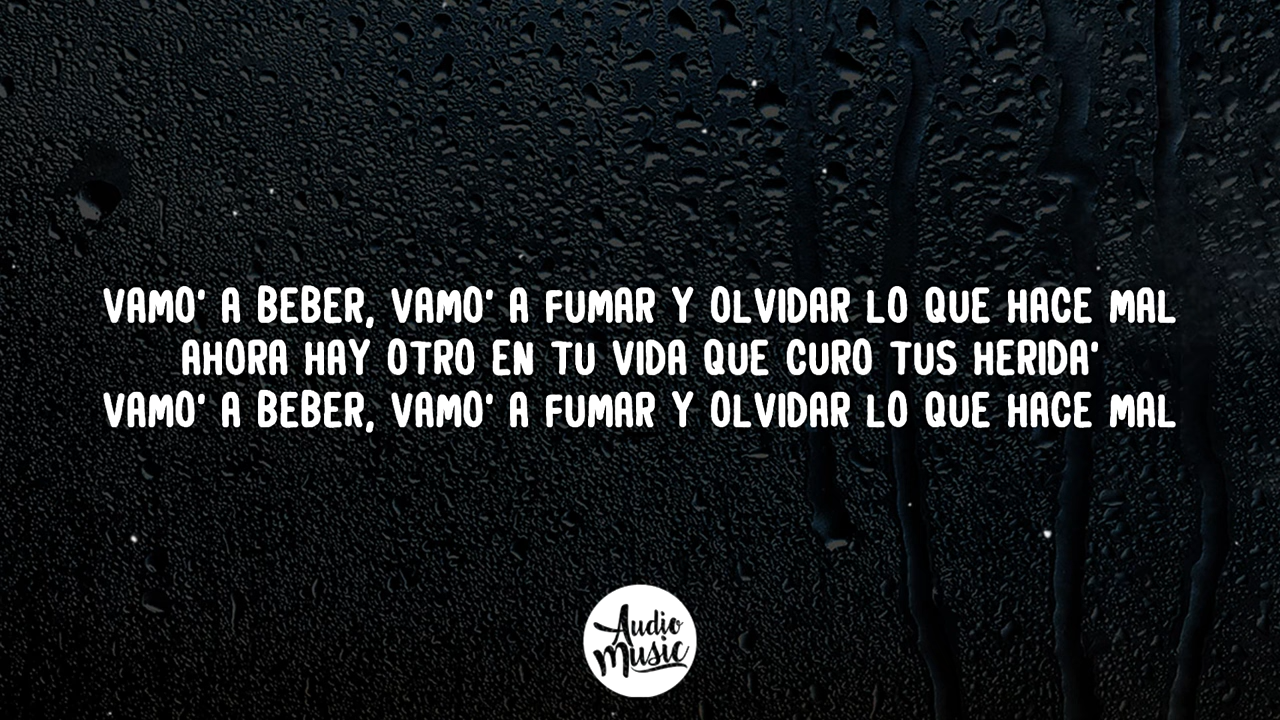 VAMO' A BEBER, VAMO' A FUMAR Y OLVIDAR LO QUE HACE MAL
AHORA HAY OTRO EN TU VIDA QUE CURO TUS HERIDA'
VAMO' A BEBER, VAMO' A FUMAR Y OLVIDAR LO QUE HACE MAL
Audio
Music